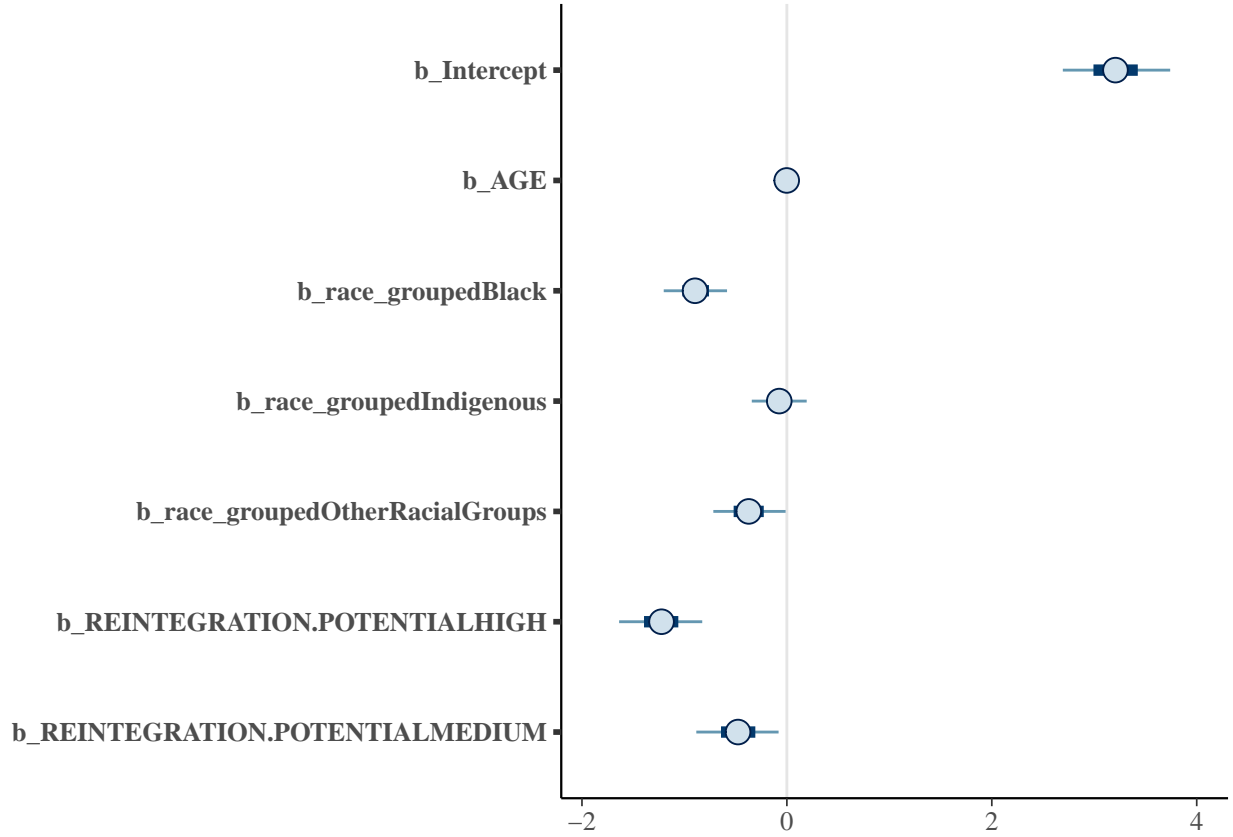 b_Intercept
b_AGE
b_race_groupedBlack
b_race_groupedIndigenous
b_race_groupedOtherRacialGroups
b_REINTEGRATION.POTENTIALHIGH
b_REINTEGRATION.POTENTIALMEDIUM
−2 0 2 4